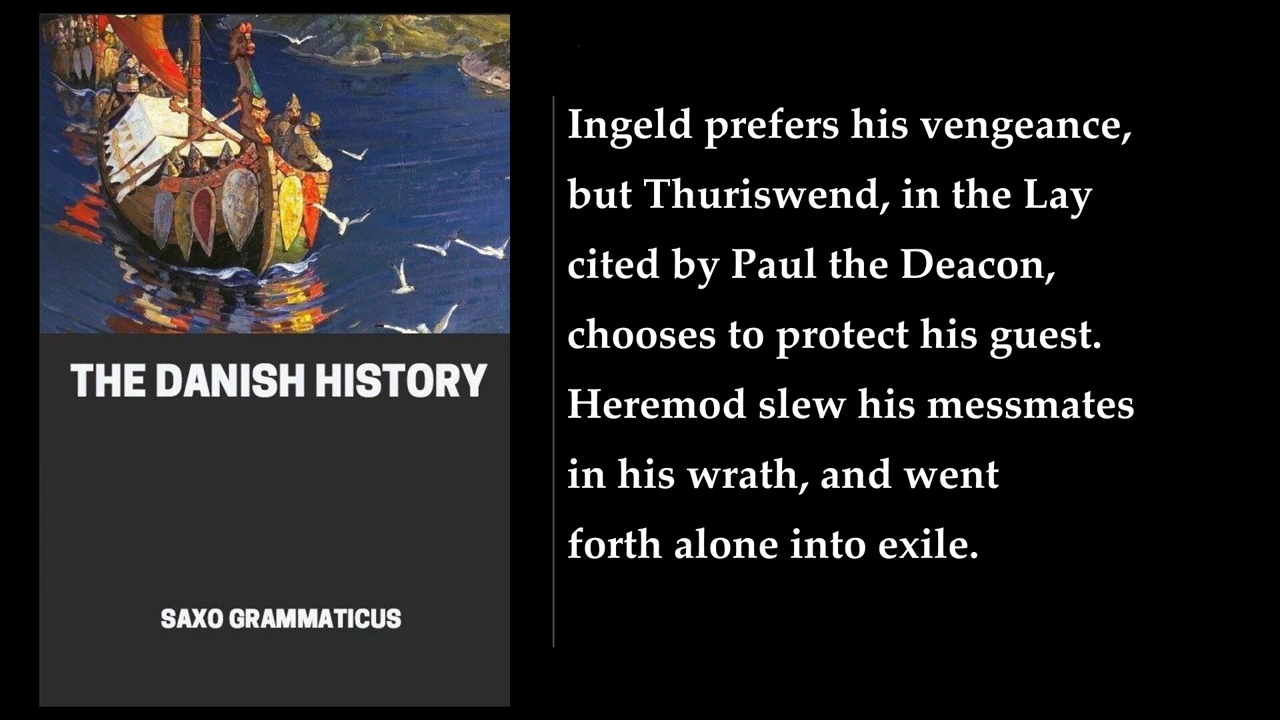 THE DANISH HISTORY
SAXO GRAMMATICUS
Ingeld prefers his vengeance,
but Thuriswend, in the Lay
cited by Paul the Deacon,
chooses to protect his guest.
Heremod slew his messmates
in his wrath, and went
forth alone into exile.